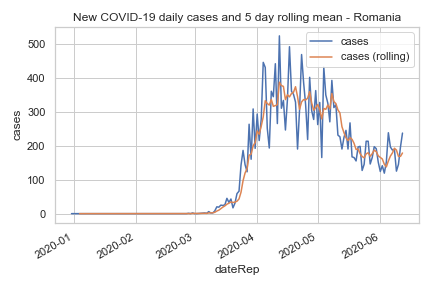 New COVID-19 daily cases and 5 day rolling mean - Romania
cases
cases (rolling)
500
400
300
200
100
0
cases
2020-01
2020-02
2020-03
2020-04
2020-05
2020-06
dateRep